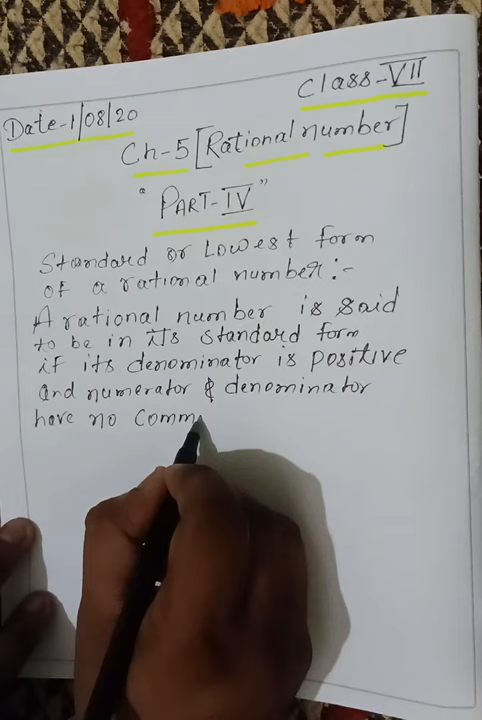 Class-VII
Date-1/08/20
Ch-5[Rational number]
"PART-IV"
Standard or Lowest form
of a rational number:-
A rational number is said
to be in its standard form
if its denominator is positive
and numerator & denominator
have no comm